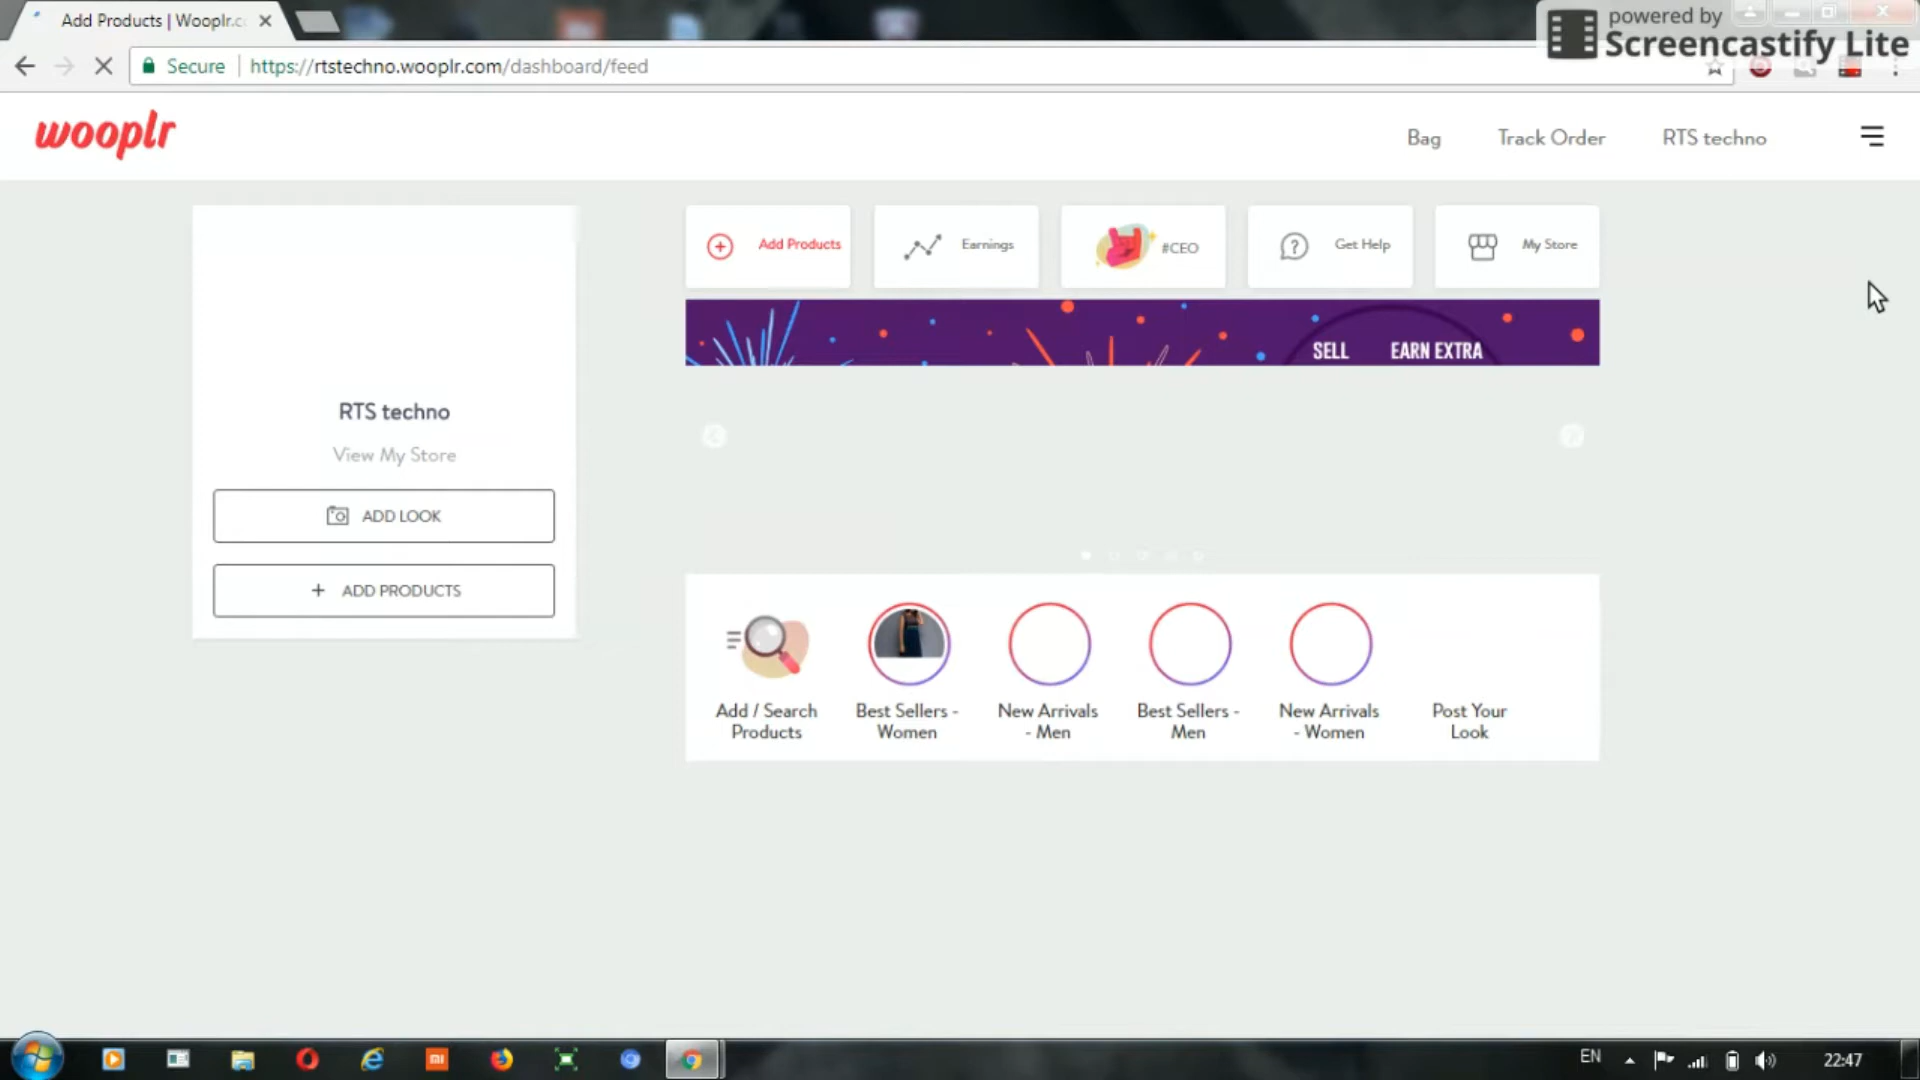 Add Products | Wooplr.c
powered by
Screencastify Lite
Secure
https://rtstechno.wooplr.com/dashboard/feed
wooplr
Bag
Track Order
RTS techno
Add Products
Earnings
#CEO
Get Help
My Store
SELL EARN EXTRA
RTS techno
View My Store
ADD LOOK
+ ADD PRODUCTS
Add / Search
Products
Best Sellers -
Women
New Arrivals
- Men
Best Sellers -
Men
New Arrivals
- Women
Post Your
Look
EN
22:47